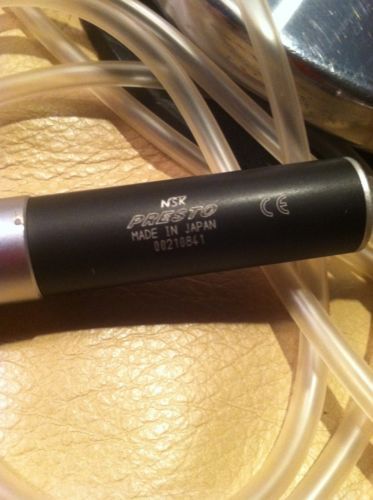 NSK
PRESTO
MADE IN JAPAN
00210841
CE